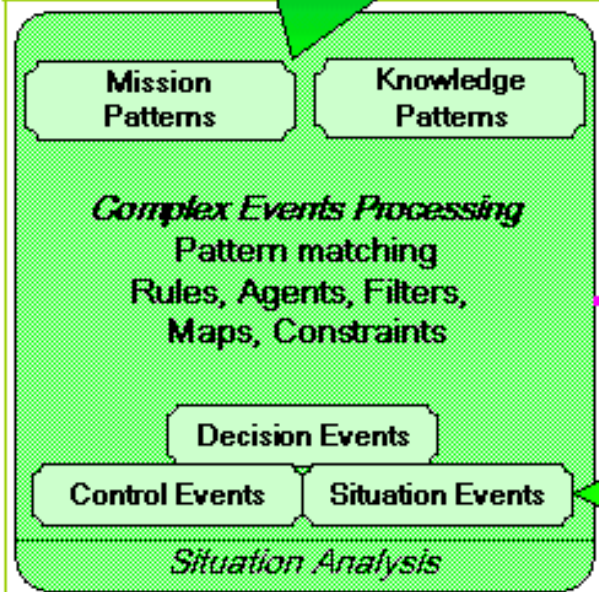 Mission
Patterns
Knowledge
Patterns
Complex Events Processing
Pattern matching
Rules, Agents, Filters,
Maps, Constraints
Decision Events
Control Events
Situation Events
Situation Analysis